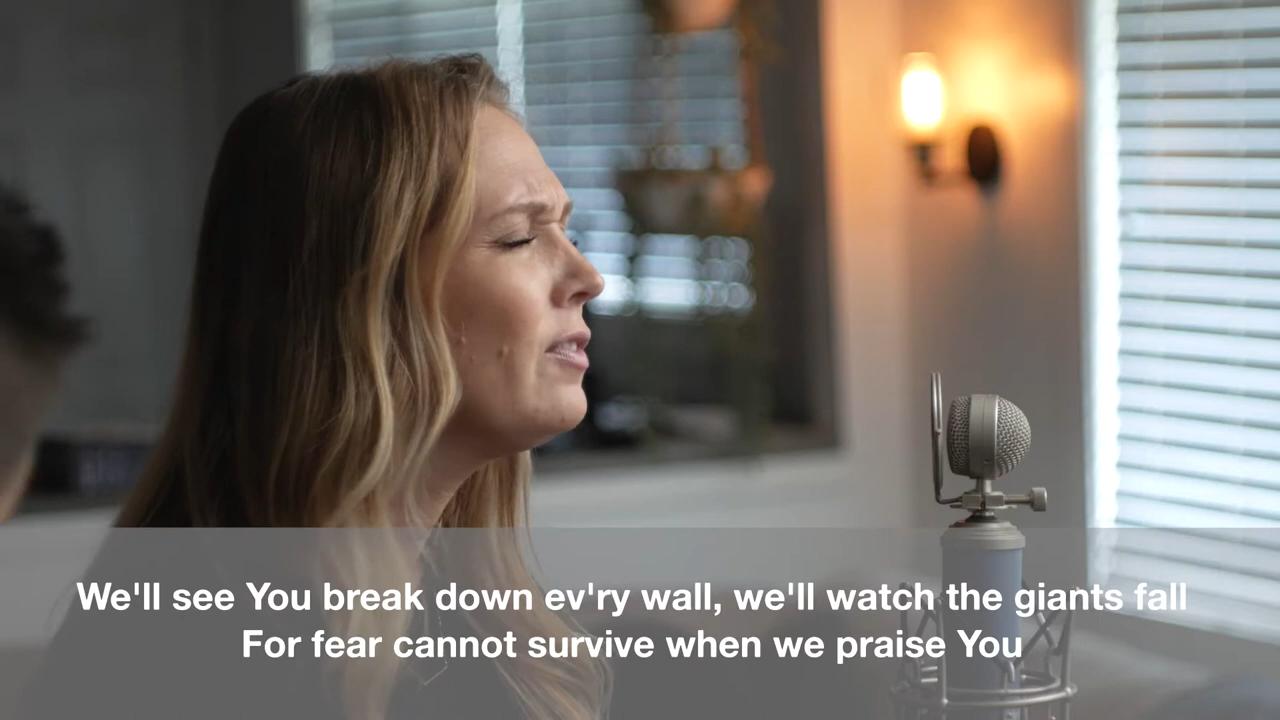 We'll see You break down ev'ry wall, we'll watch the giants fall
For fear cannot survive when we praise You